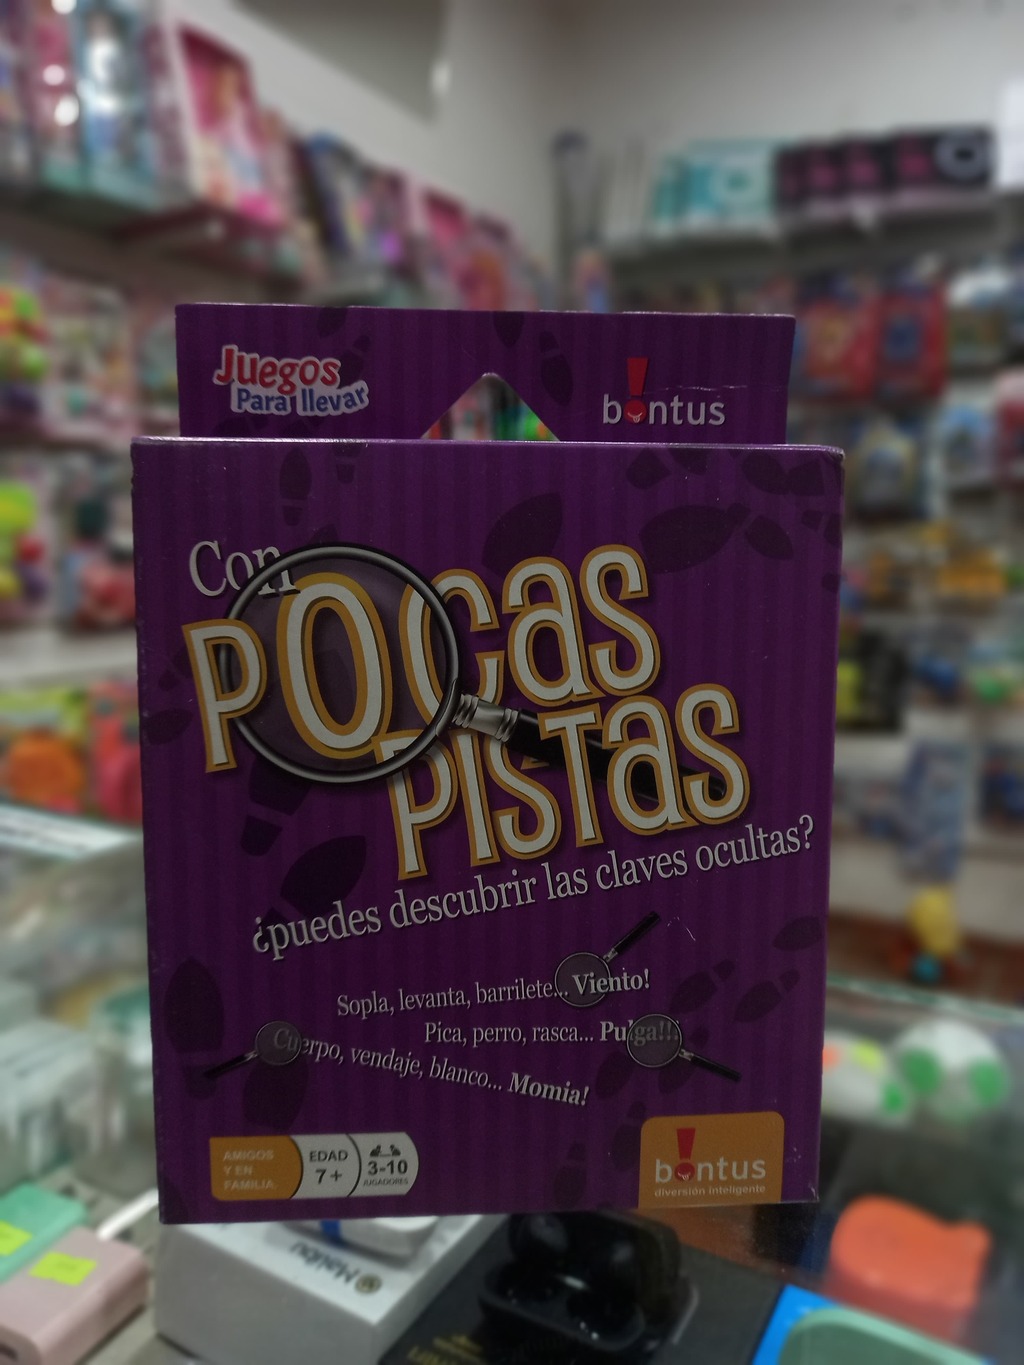 Juegos
Para llevar
bontus
Con
POCAS
PISTAS
¿puedes descubrir las claves ocultas?
Sopla, levanta, barrilete... Viento!
Pica, perro, rasca... Pulga!!!
Cuerpo, vendaje, blanco... Momia!
AMIGOS
Y EN
FAMILIA.
EDAD
7+
3-10
JUGADORES
bontus
diversión inteligente
Malibu